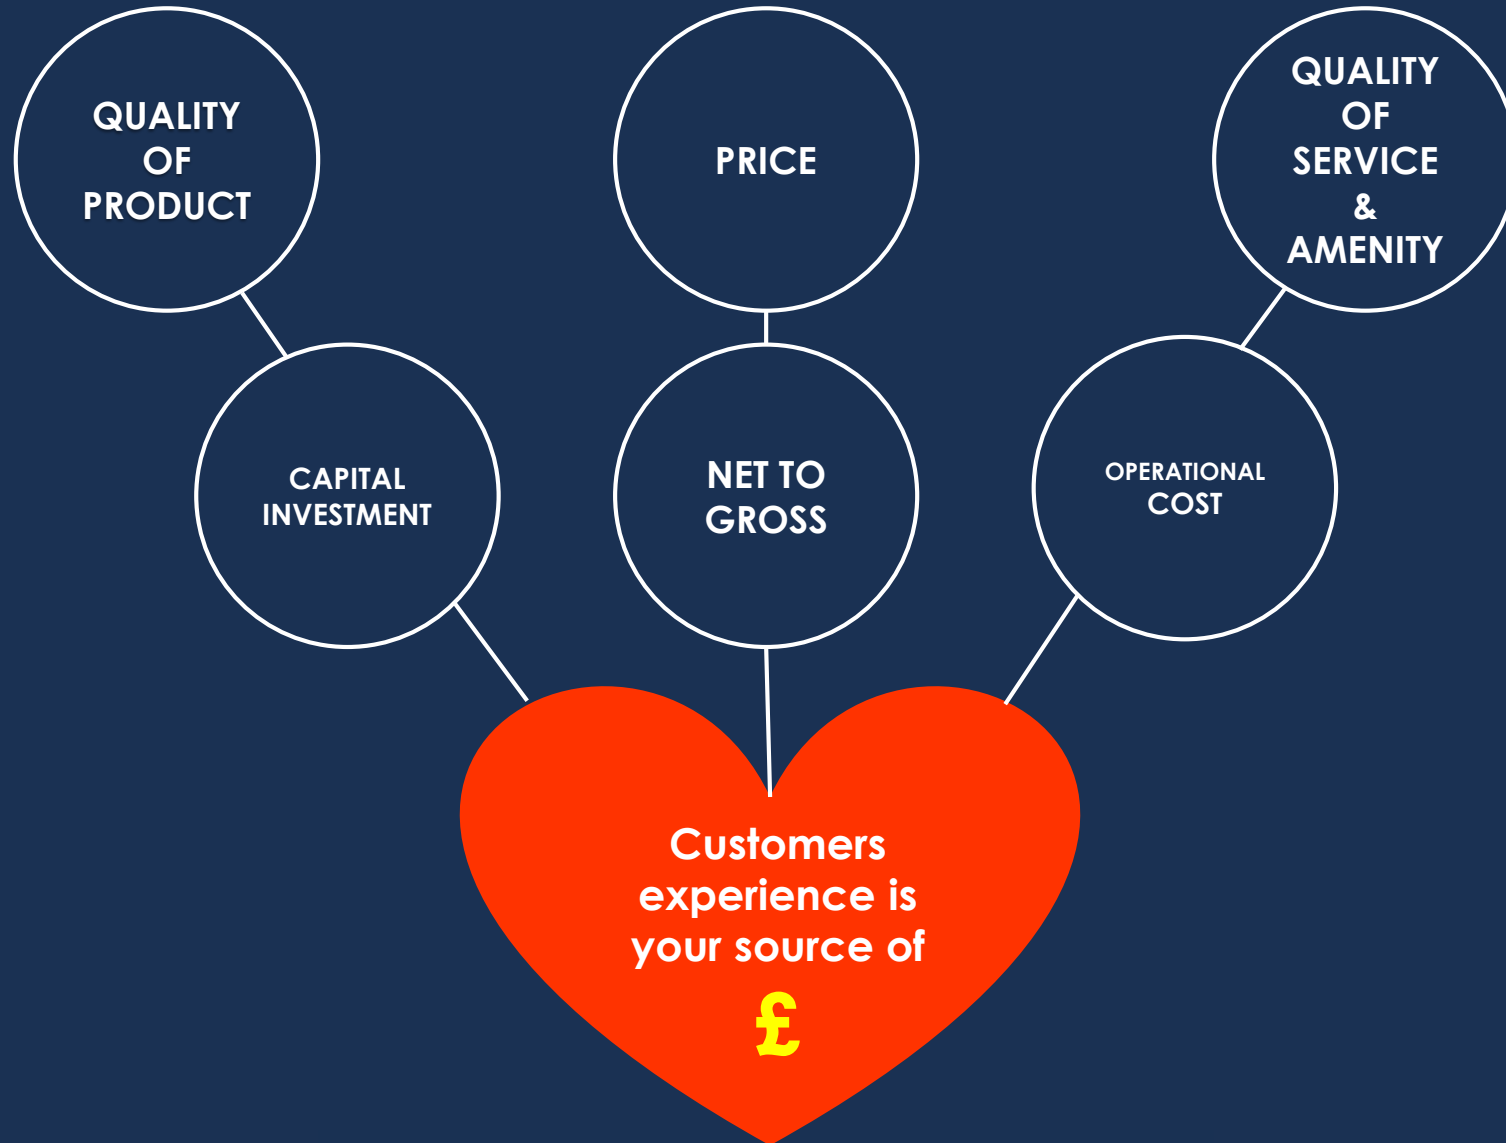 QUALITY
OF
PRODUCT
PRICE
QUALITY
OF
SERVICE
&
AMENITY
CAPITAL
INVESTMENT
NET TO
GROSS
OPERATIONAL
COST
Customers
experience is
your source of
£